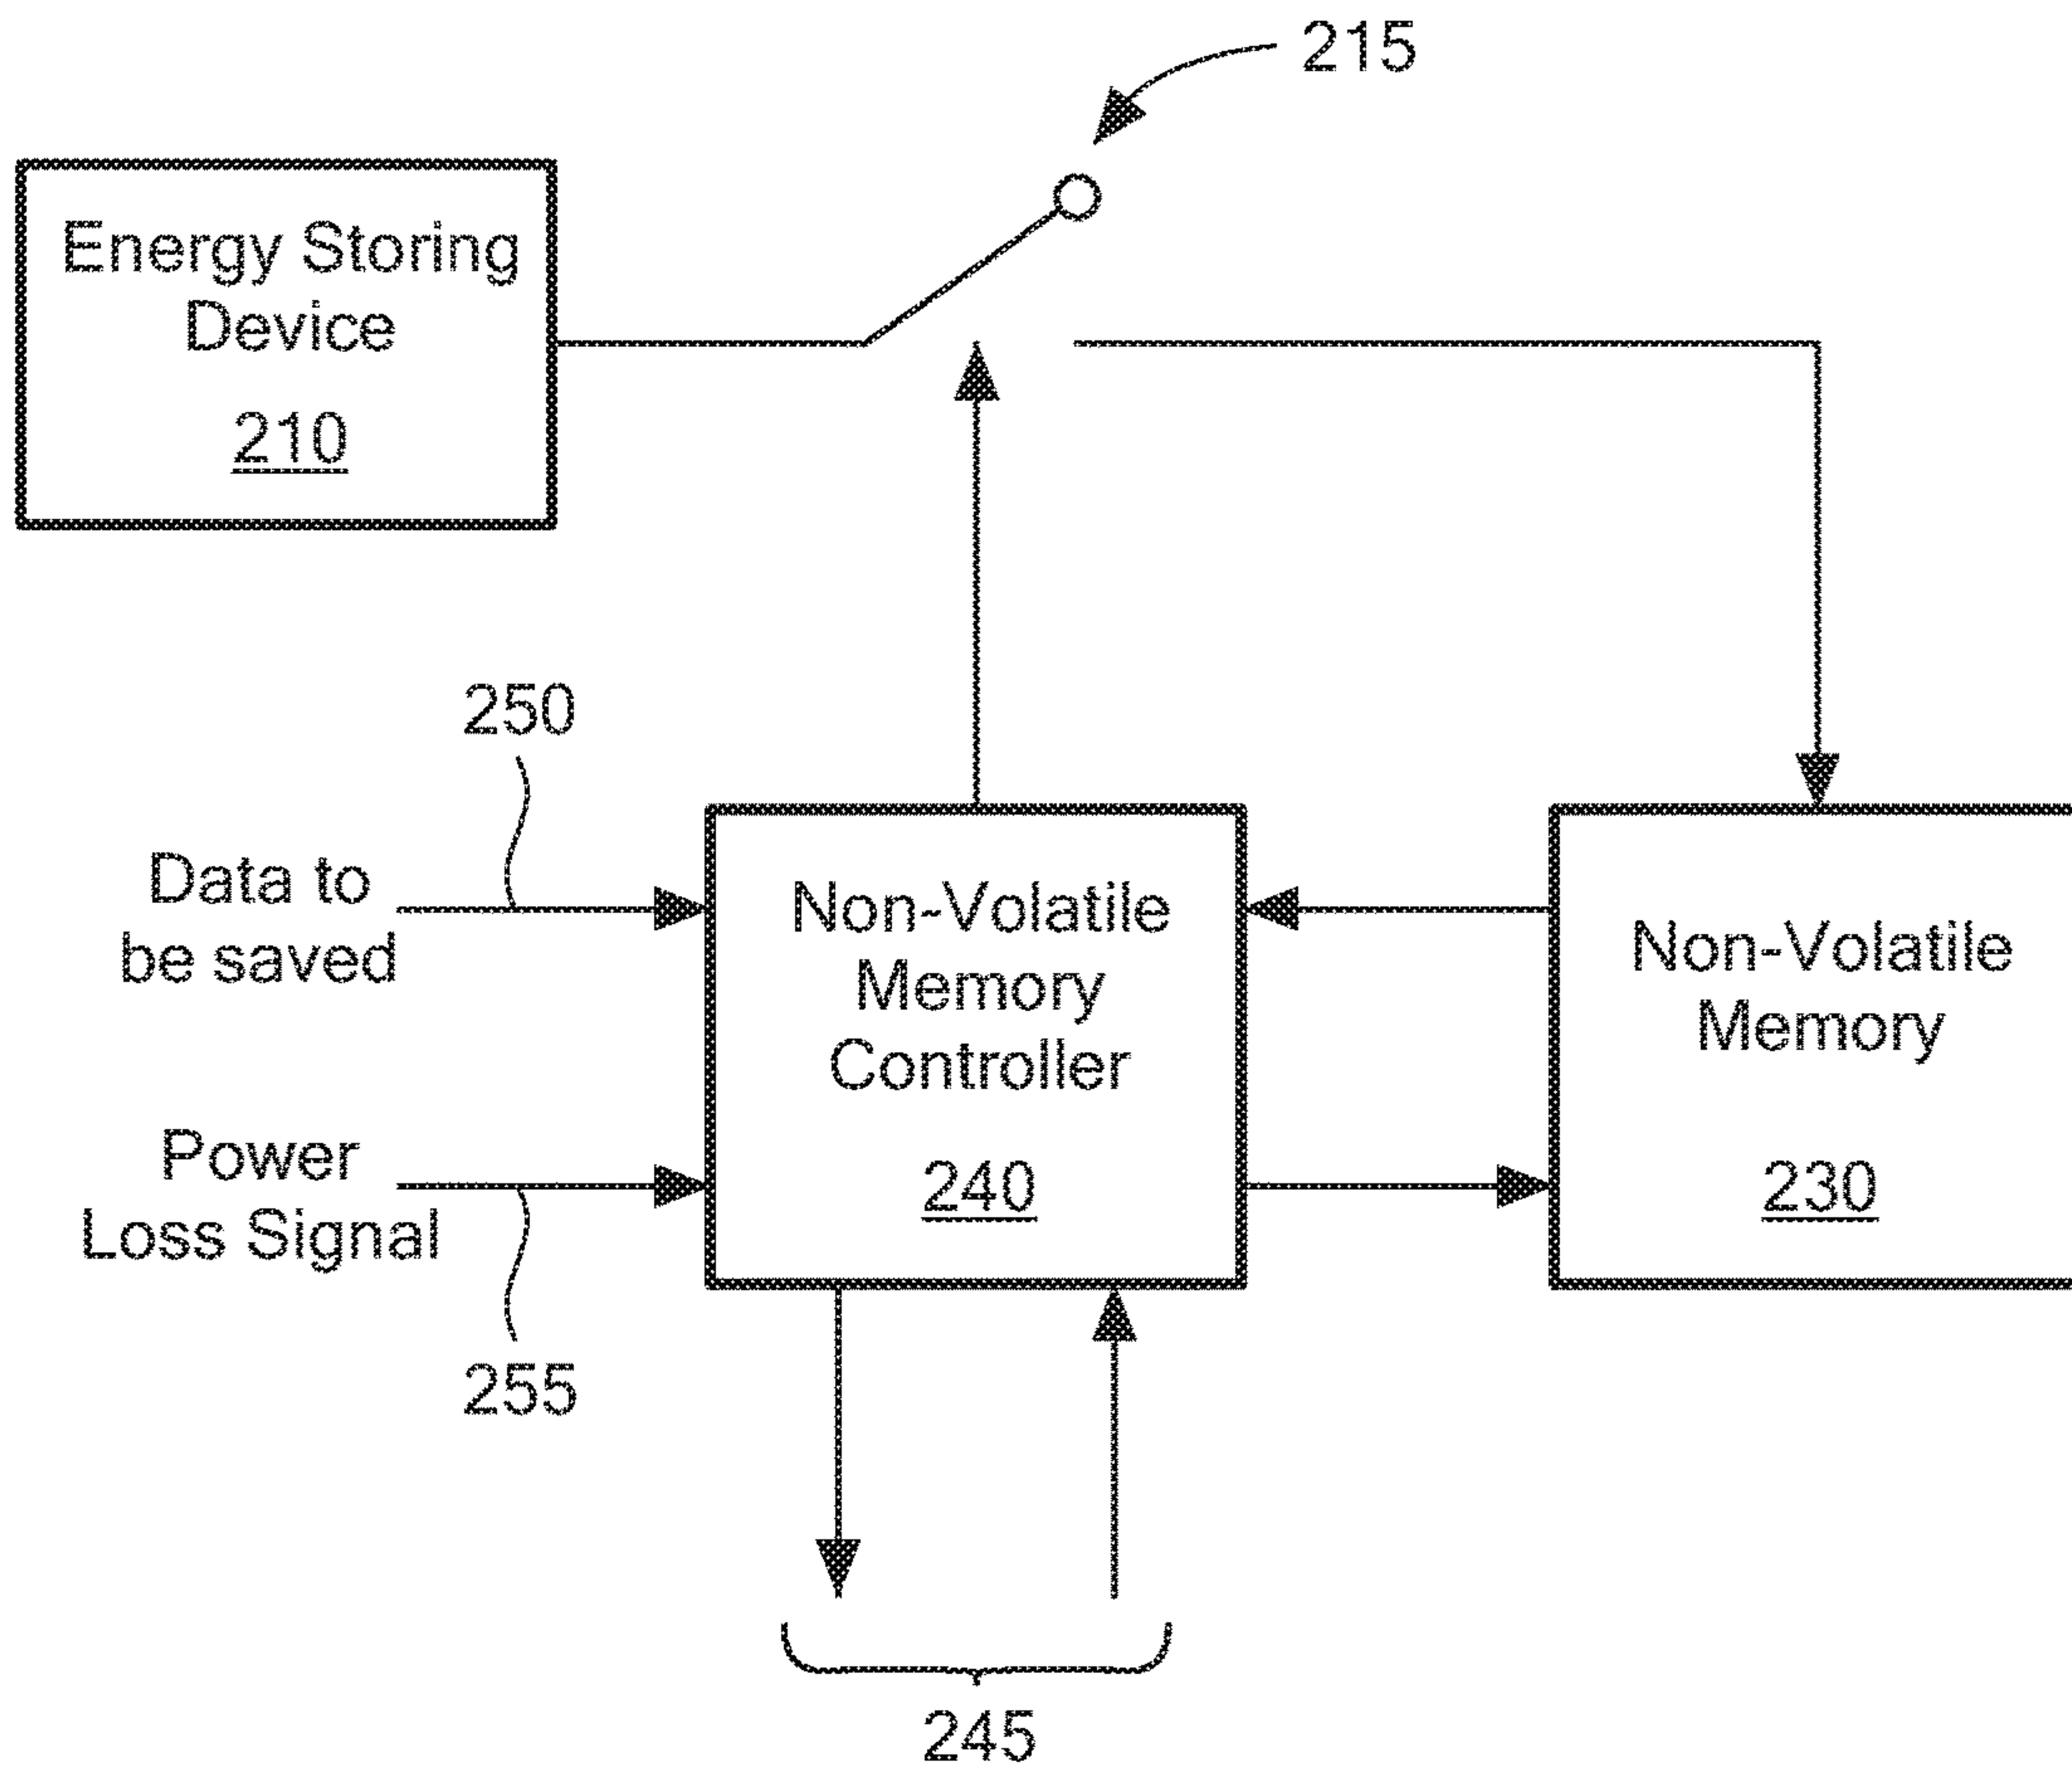 215
Energy Storing
Device
210
250
Data to
be saved
Non-Volatile
Memory
Controller
240
Non-Volatile
Memory
230
Power
Loss Signal
255
245